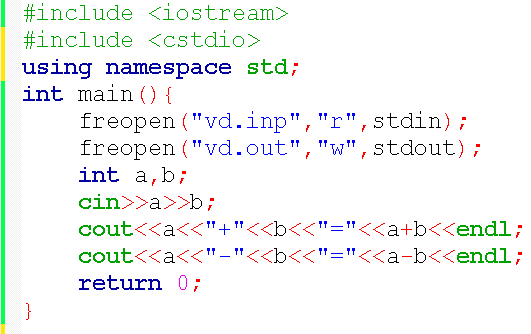 #include <iostream>
#include <cstdio>
using namespace std;
int main(){
    freopen("vd.inp","r",stdin);
    freopen("vd.out","w",stdout);
    int a,b;
    cin>>a>>b;
    cout<<a<<"+"<<b<<"="<<a+b<<endl;
    cout<<a<<"-"<<b<<"="<<a-b<<endl;
    return 0;
}